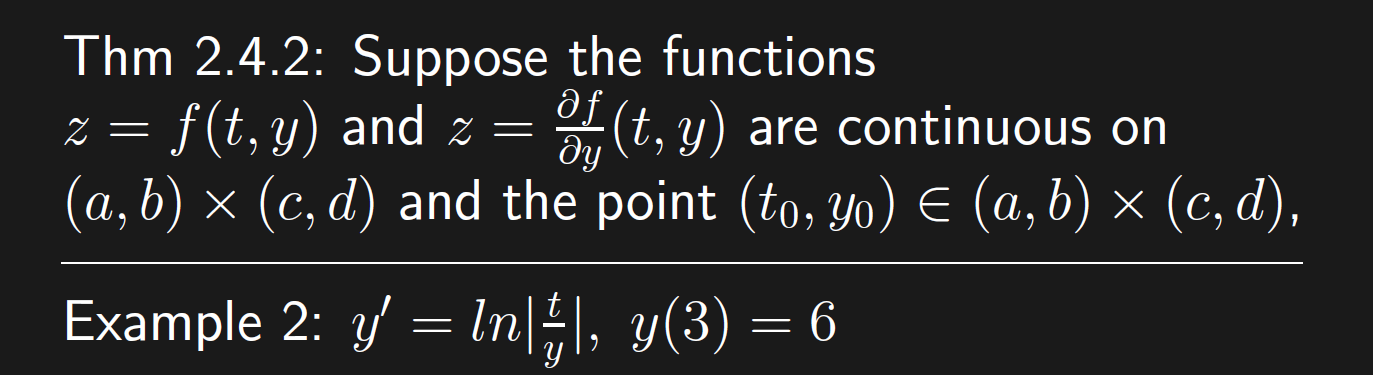 Thm 2.4.2: Suppose the functions
z = f(t, y) and z = ∂f/∂y (t, y) are continuous on
(a, b) × (c, d) and the point (t₀, y₀) ∈ (a, b) × (c, d),
Example 2: y′ = ln|t/y|, y(3) = 6